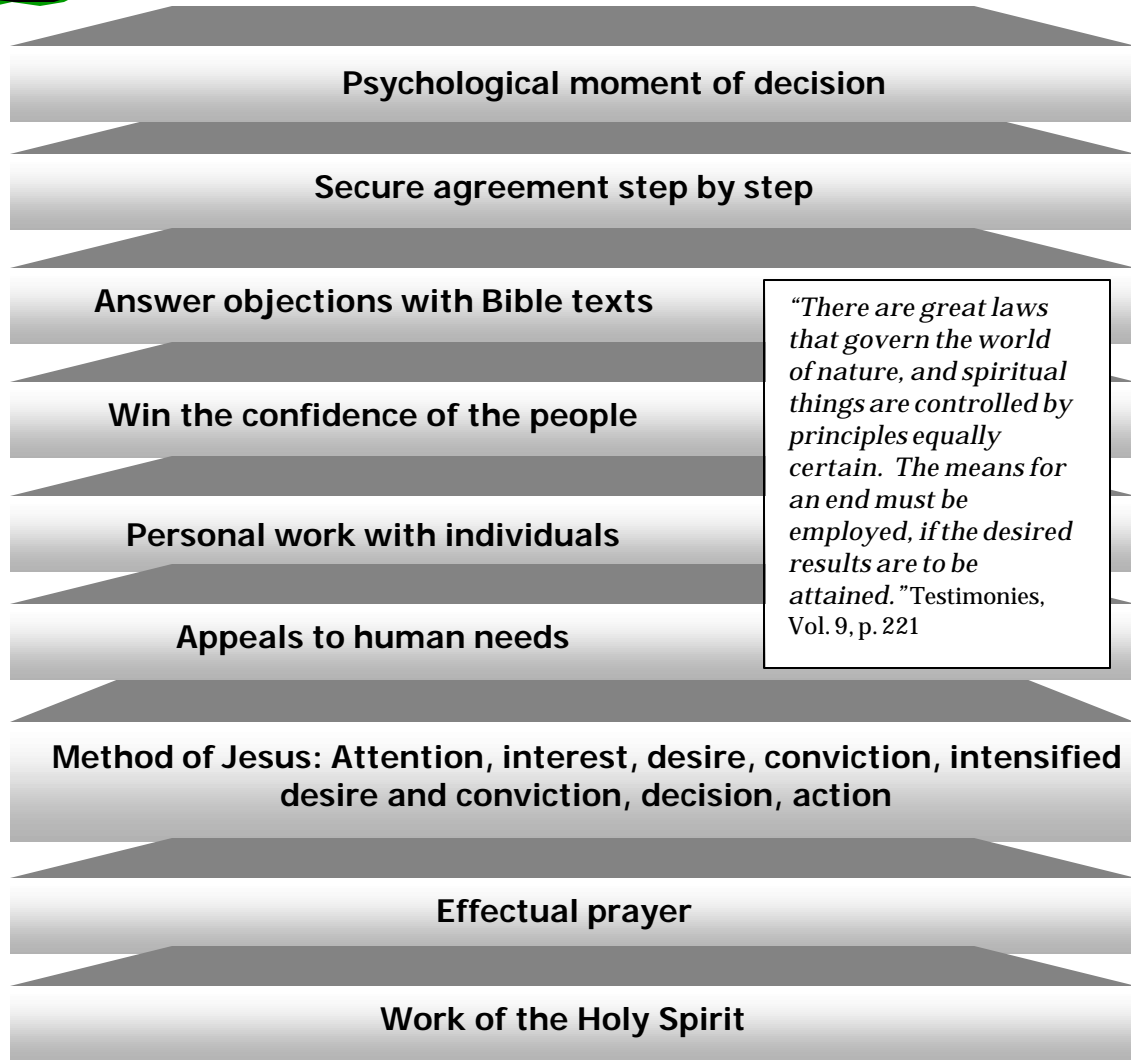 Psychological moment of decision
Secure agreement step by step
Answer objections with Bible texts
Win the confidence of the people
Personal work with individuals
Appeals to human needs
“There are great laws
that govern the world
of nature, and spiritual
things are controlled by
principles equally
certain. The means for
an end must be
employed, if the desired
results are to be
attained.” Testimonies,
Vol. 9, p. 221
Method of Jesus: Attention, interest, desire, conviction, intensified
desire and conviction, decision, action
Effectual prayer
Work of the Holy Spirit